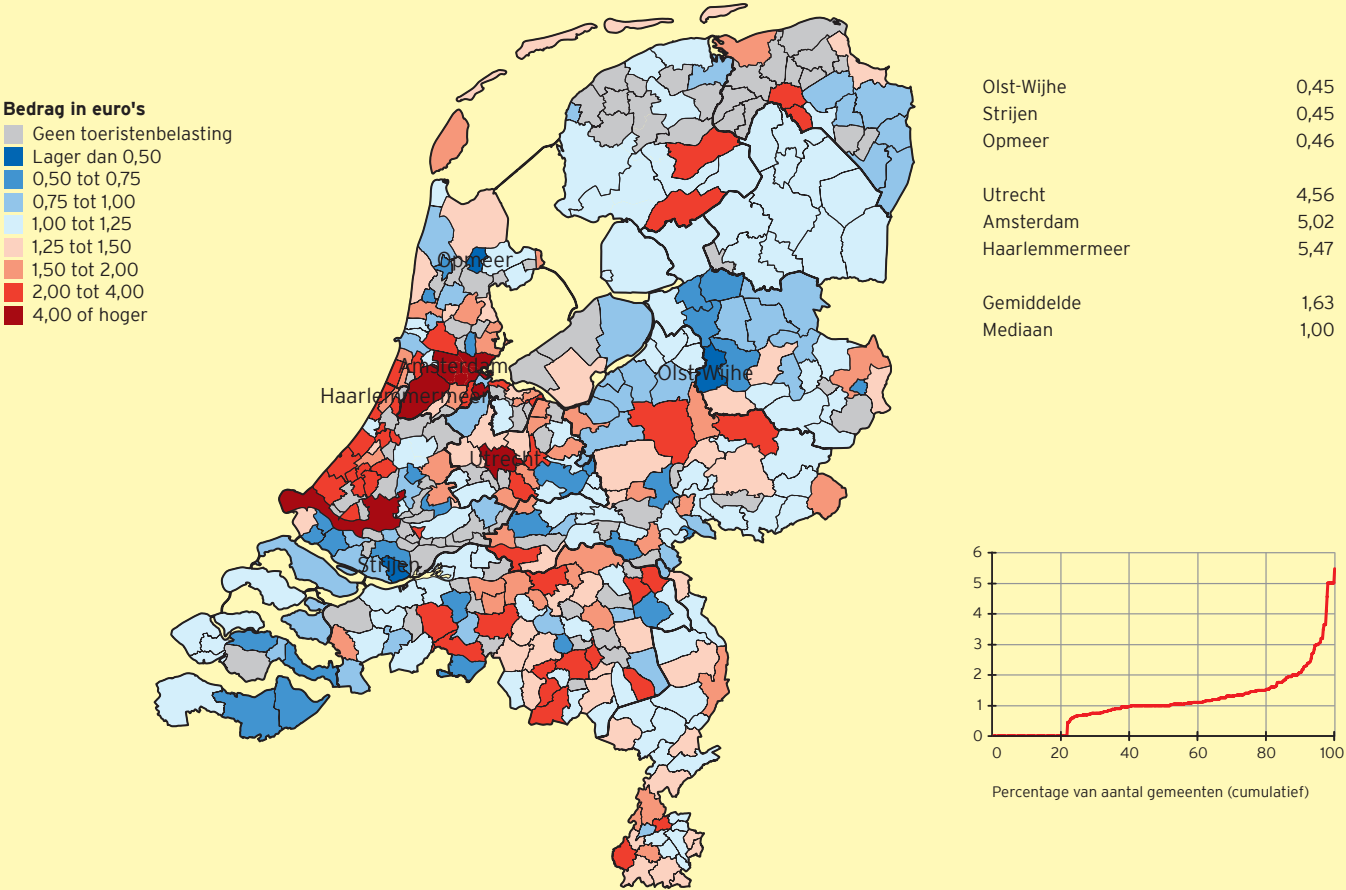 Bedrag in euro's
Geen toeristenbelasting
Lager dan 0,50
0,50 tot 0,75
0,75 tot 1,00
1,00 tot 1,25
1,25 tot 1,50
1,50 tot 2,00
2,00 tot 4,00
4,00 of hoger
Opmeer
Amsterdam
Olst-Wijhe
Haarlemmermeer
Utrecht
Strijen
Olst-Wijhe 0,45
Strijen 0,45
Opmeer 0,46
Utrecht 4,56
Amsterdam 5,02
Haarlemmermeer 5,47
Gemiddelde 1,63
Mediaan 1,00
6
5
4
3
2
1
0
0 20 40 60 80 100
Percentage van aantal gemeenten (cumulatief)